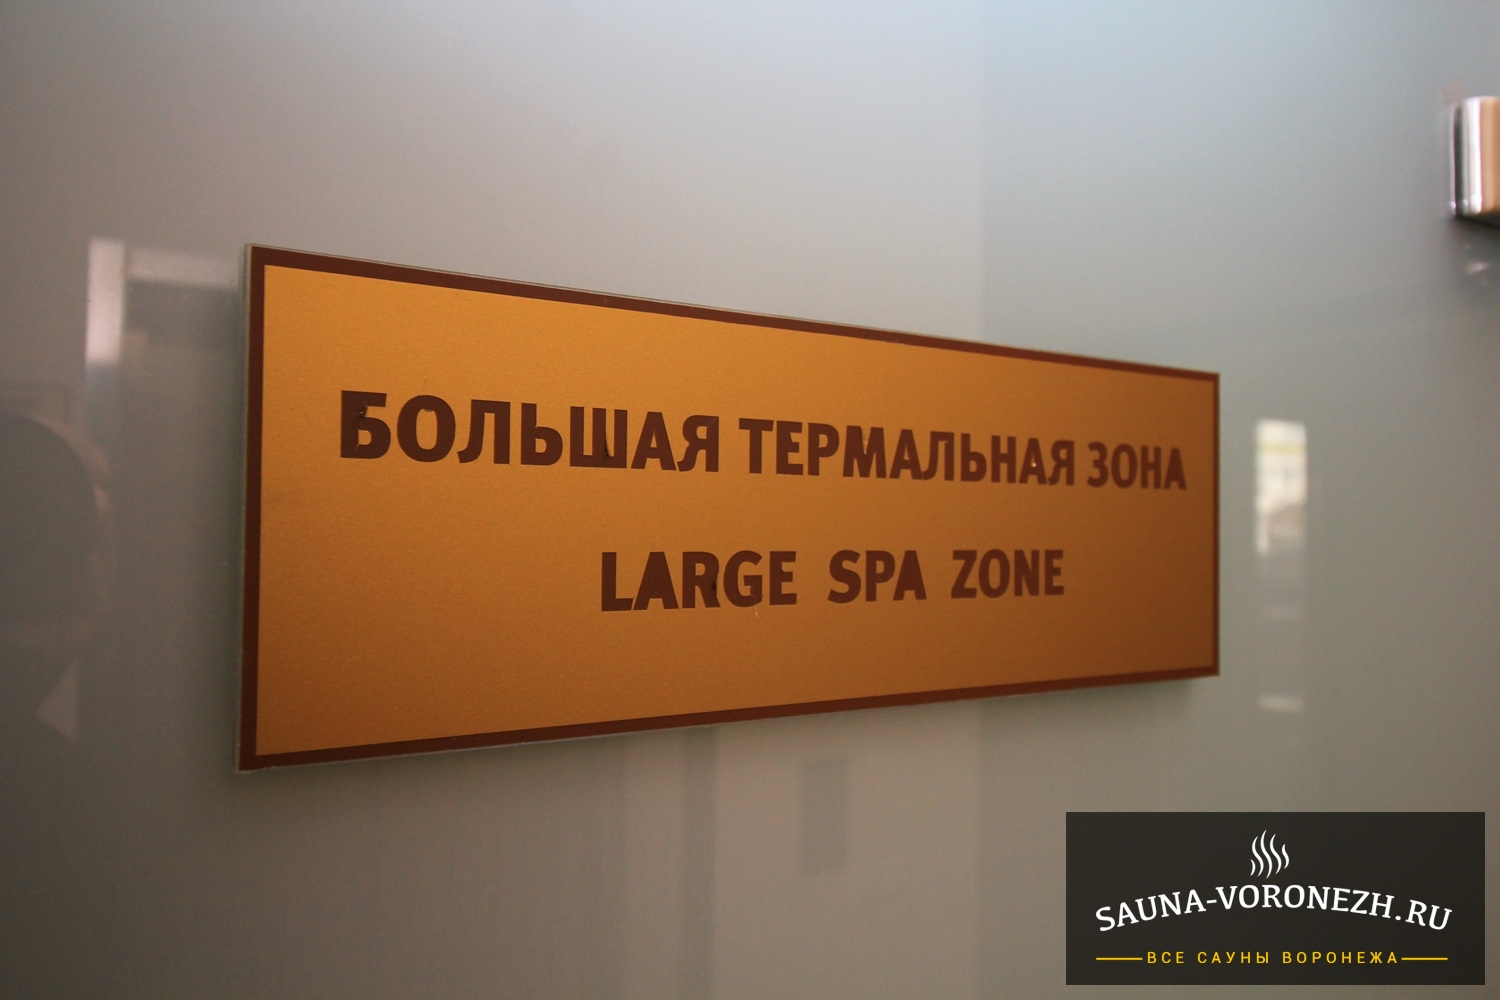 БОЛЬШАЯ ТЕРМАЛЬНАЯ ЗОНА
LARGE SPA ZONE
SAUNA-VORONEZH.RU
ВСЕ САУНЫ ВОРОНЕЖА